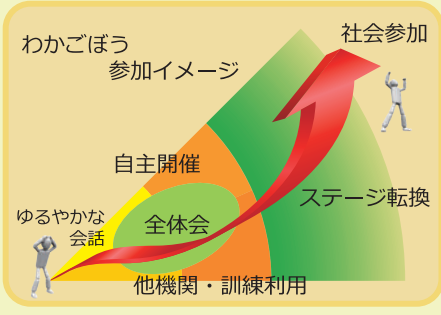 わかごぼう
参加イメージ
社会参加
自主開催
ステージ転換
ゆるやかな
会話
全体会
他機関・訓練利用